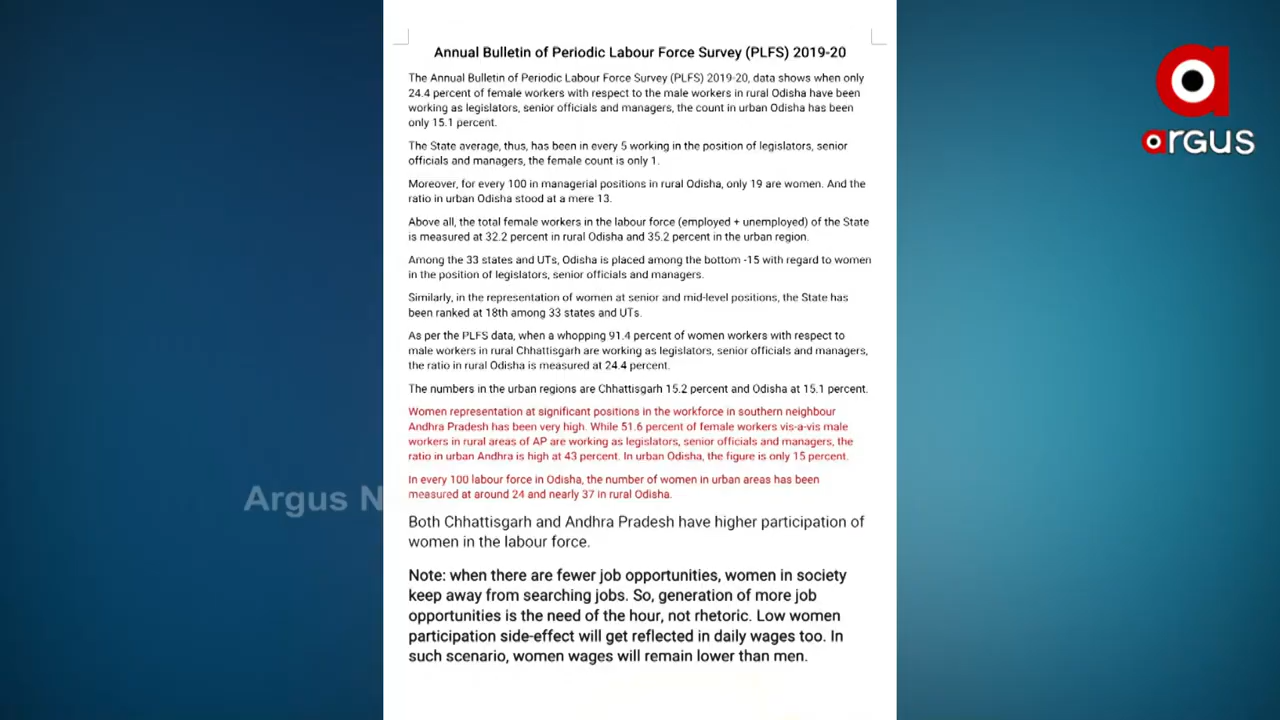 Annual Bulletin of Periodic Labour Force Survey (PLFS) 2019-20
The Annual Bulletin of Periodic Labour Force Survey (PLFS) 2019-20, data shows when only
24.4 percent of female workers with respect to the male workers in rural Odisha have been
working as legislators, senior officials and managers, the count in urban Odisha has been
only 15.1 percent.
The State average, thus, has been in every 5 working in the position of legislators, senior
officials and managers, the female count is only 1.
Moreover, for every 100 in managerial positions in rural Odisha, only 19 are women. And the
ratio in urban Odisha stood at a mere 13.
Above all, the total female workers in the labour force (employed + unemployed) of the State
is measured at 32.2 percent in rural Odisha and 35.2 percent in the urban region.
Among the 33 states and UTs, Odisha is placed among the bottom -15 with regard to women
in the position of legislators, senior officials and managers.
Similarly, in the representation of women at senior and mid-level positions, the State has
been ranked at 18th among 33 states and UTs.
As per the PLFS data, when a whopping 91.4 percent of women workers with respect to
male workers in rural Chhattisgarh are working as legislators, senior officials and managers,
the ratio in rural Odisha is measured at 24.4 percent.
The numbers in the urban regions are Chhattisgarh 15.2 percent and Odisha at 15.1 percent.
Women representation at significant positions in the workforce in southern neighbour
Andhra Pradesh has been very high. While 51.6 percent of female workers vis-a-vis male
workers in rural areas of AP are working as legislators, senior officials and managers, the
ratio in urban Andhra is high at 43 percent. In urban Odisha, the figure is only 15 percent.
In every 100 labour force in Odisha, the number of women in urban areas has been
measured at around 24 and nearly 37 in rural Odisha.
Both Chhattisgarh and Andhra Pradesh have higher participation of
women in the labour force.
Note: when there are fewer job opportunities, women in society
keep away from searching jobs. So, generation of more job
opportunities is the need of the hour, not rhetoric. Low women
participation side-effect will get reflected in daily wages too. In
such scenario, women wages will remain lower than men.
argus
Argus N